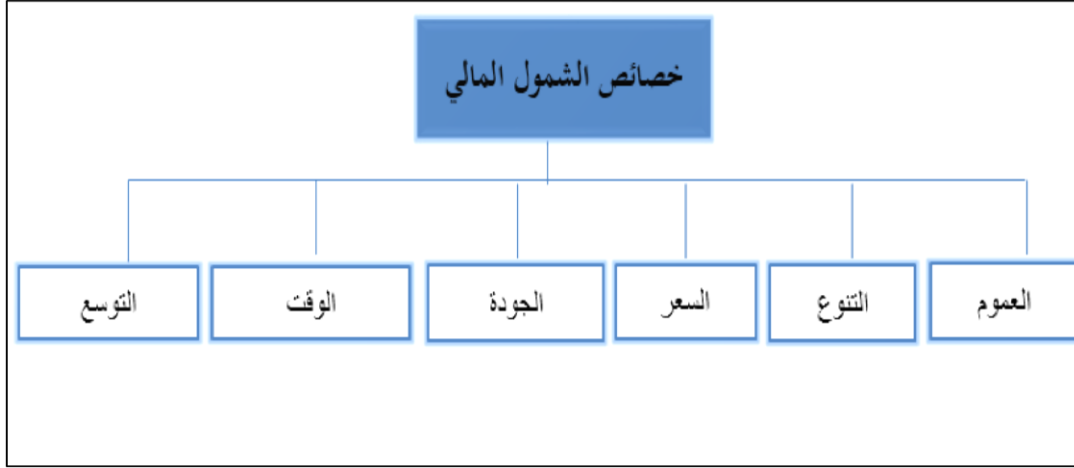 خصائص الشمول المالي
العموم
التنوع
السعر
الجودة
الوقت
التوسع